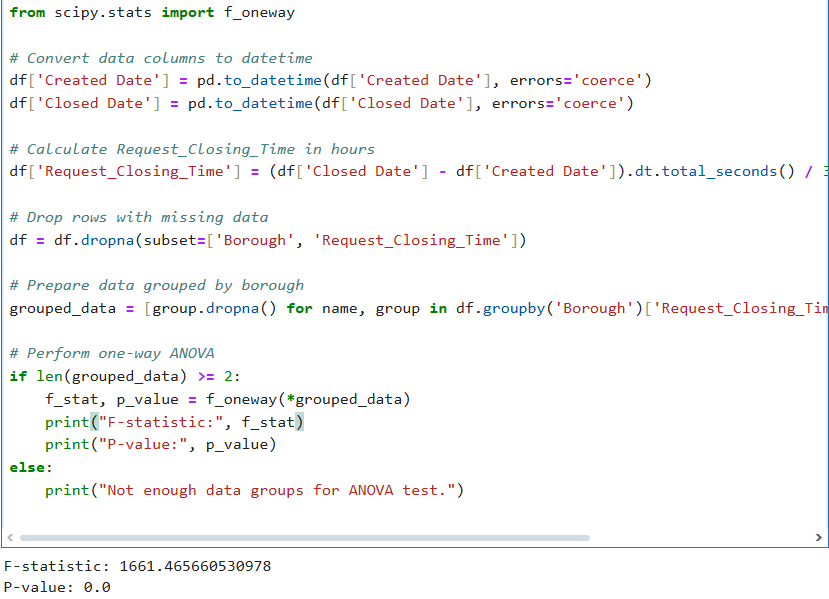 from scipy.stats import f_oneway
# Convert data columns to datetime
df['Created Date'] = pd.to_datetime(df['Created Date'], errors='coerce')
df['Closed Date'] = pd.to_datetime(df['Closed Date'], errors='coerce')
# Calculate Request_Closing_Time in hours
df['Request_Closing_Time'] = (df['Closed Date'] - df['Created Date']).dt.total_seconds() / 3
# Drop rows with missing data
df = df.dropna(subset=['Borough', 'Request_Closing_Time'])
# Prepare data grouped by borough
grouped_data = [group.dropna() for name, group in df.groupby('Borough')['Request_Closing_Tim
# Perform one-way ANOVA
if len(grouped_data) >= 2:
    f_stat, p_value = f_oneway(*grouped_data)
    print("F-statistic:", f_stat)
    print("P-value:", p_value)
else:
    print("Not enough data groups for ANOVA test.")
F-statistic: 1661.465660530978
P-value: 0.0